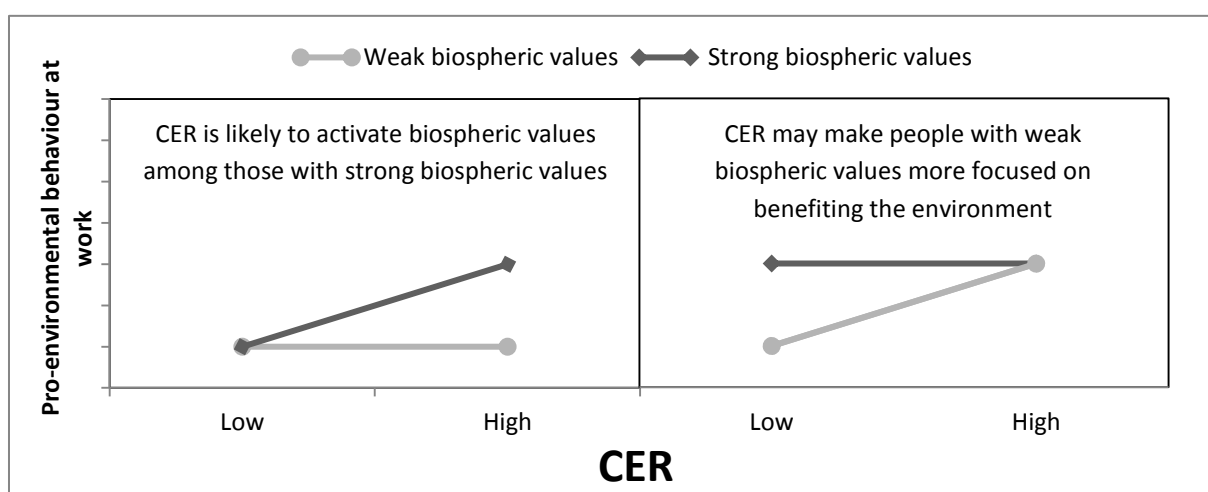 Weak biospheric values
Strong biospheric values
Pro-environmental behaviour at
work
CER is likely to activate biospheric values
among those with strong biospheric values
CER may make people with weak
biospheric values more focused on
benefiting the environment
Low
High
Low
High
CER